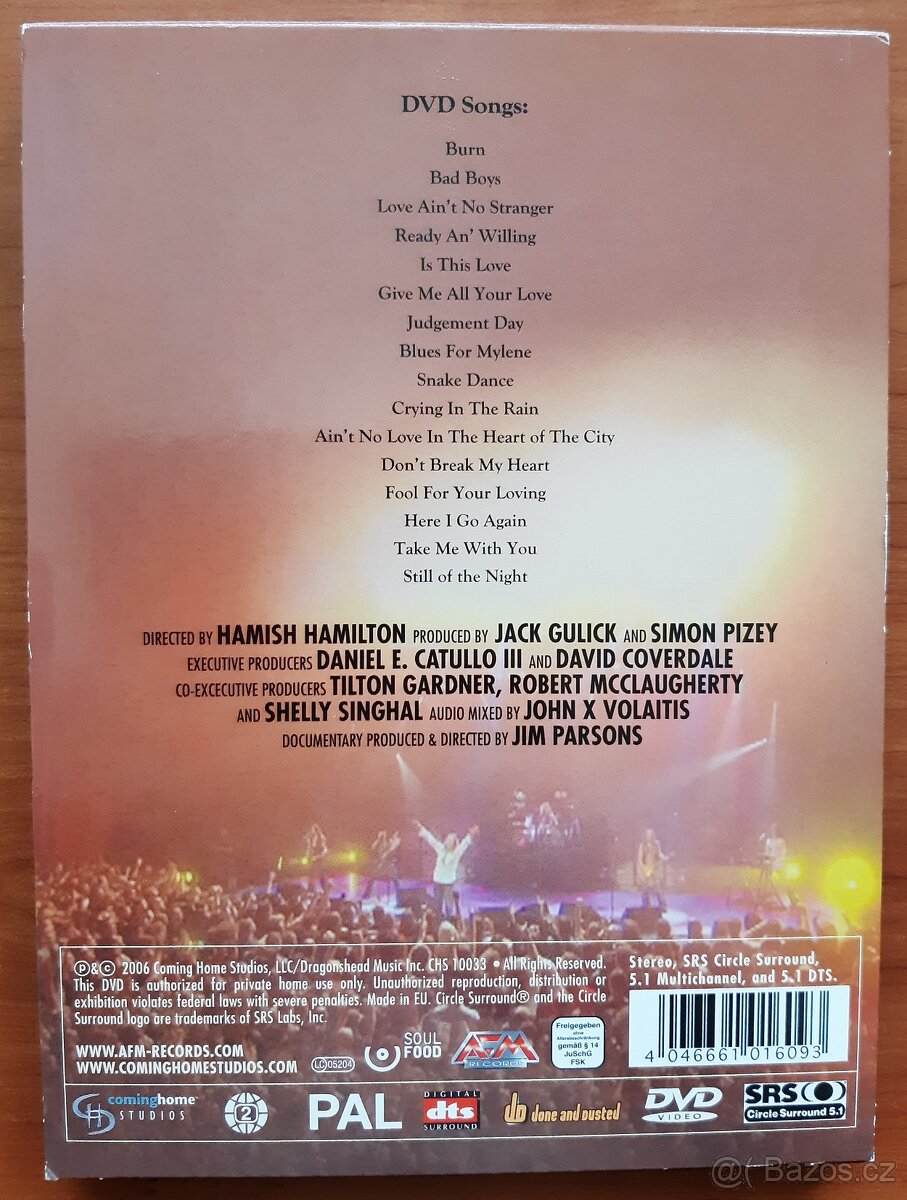 DVD Songs:
Burn
Bad Boys
Love Ain't No Stranger
Ready An' Willing
Is This Love
Give Me All Your Love
Judgement Day
Blues For Mylene
Snake Dance
Crying In The Rain
Ain't No Love In The Heart of The City
Don't Break My Heart
Fool For Your Loving
Here I Go Again
Take Me With You
Still of the Night
DIRECTED BY HAMISH HAMILTON PRODUCED BY JACK GULICK AND SIMON PIZEY
EXECUTIVE PRODUCERS DANIEL E. CATULLO III AND DAVID COVERDALE
CO-EXCECUTIVE PRODUCERS TILTON GARDNER, ROBERT MCCLAUGHERTY
AND SHELLY SINGHAL AUDIO MIXED BY JOHN X VOLAITIS
DOCUMENTARY PRODUCED & DIRECTED BY JIM PARSONS
℗&© 2006 Coming Home Studios, LLC/Dragonshead Music Inc. CHS 10033 • All Rights Reserved.
This DVD is authorized for private home use only. Unauthorized reproduction, distribution or
exhibition violates federal laws with severe penalties. Made in EU. Circle Surround® and the Circle
Surround logo are trademarks of SRS Labs, Inc.
Stereo, SRS Circle Surround,
5.1 Multichannel, and 5.1 DTS.
WWW.AFM-RECORDS.COM
WWW.COMINGHOMESTUDIOS.COM
LC 05204
SOUL
FOOD
AFM
RECORDS
Freigegeben
ohne
Altersbeschränkung
gemäß § 14
JuSchG
FSK
4 046661 016093
cominghome™
STUDIOS
2
PAL
DIGITAL
dts
SURROUND
done and dusted
DVD
VIDEO
SRS
Circle Surround 5.1
Bazoš.cz